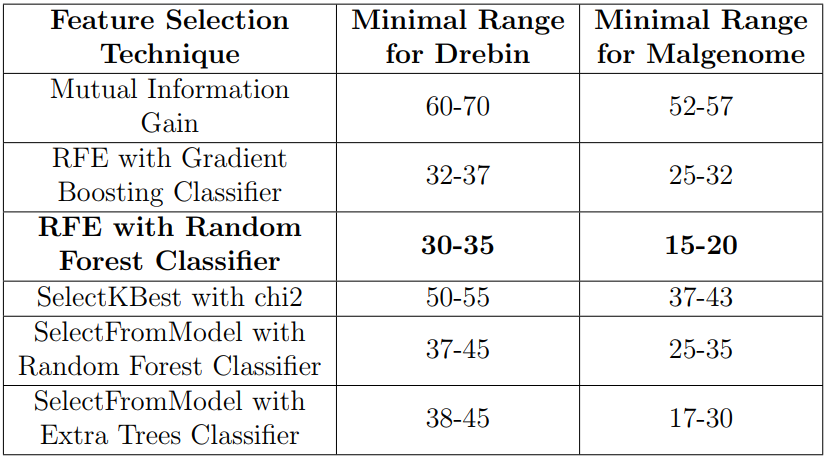 Feature Selection Technique | Minimal Range for Drebin | Minimal Range for Malgenome
Mutual Information Gain | 60-70 | 52-57
RFE with Gradient Boosting Classifier | 32-37 | 25-32
RFE with Random Forest Classifier | 30-35 | 15-20
SelectKBest with chi2 | 50-55 | 37-43
SelectFromModel with Random Forest Classifier | 37-45 | 25-35
SelectFromModel with Extra Trees Classifier | 38-45 | 17-30